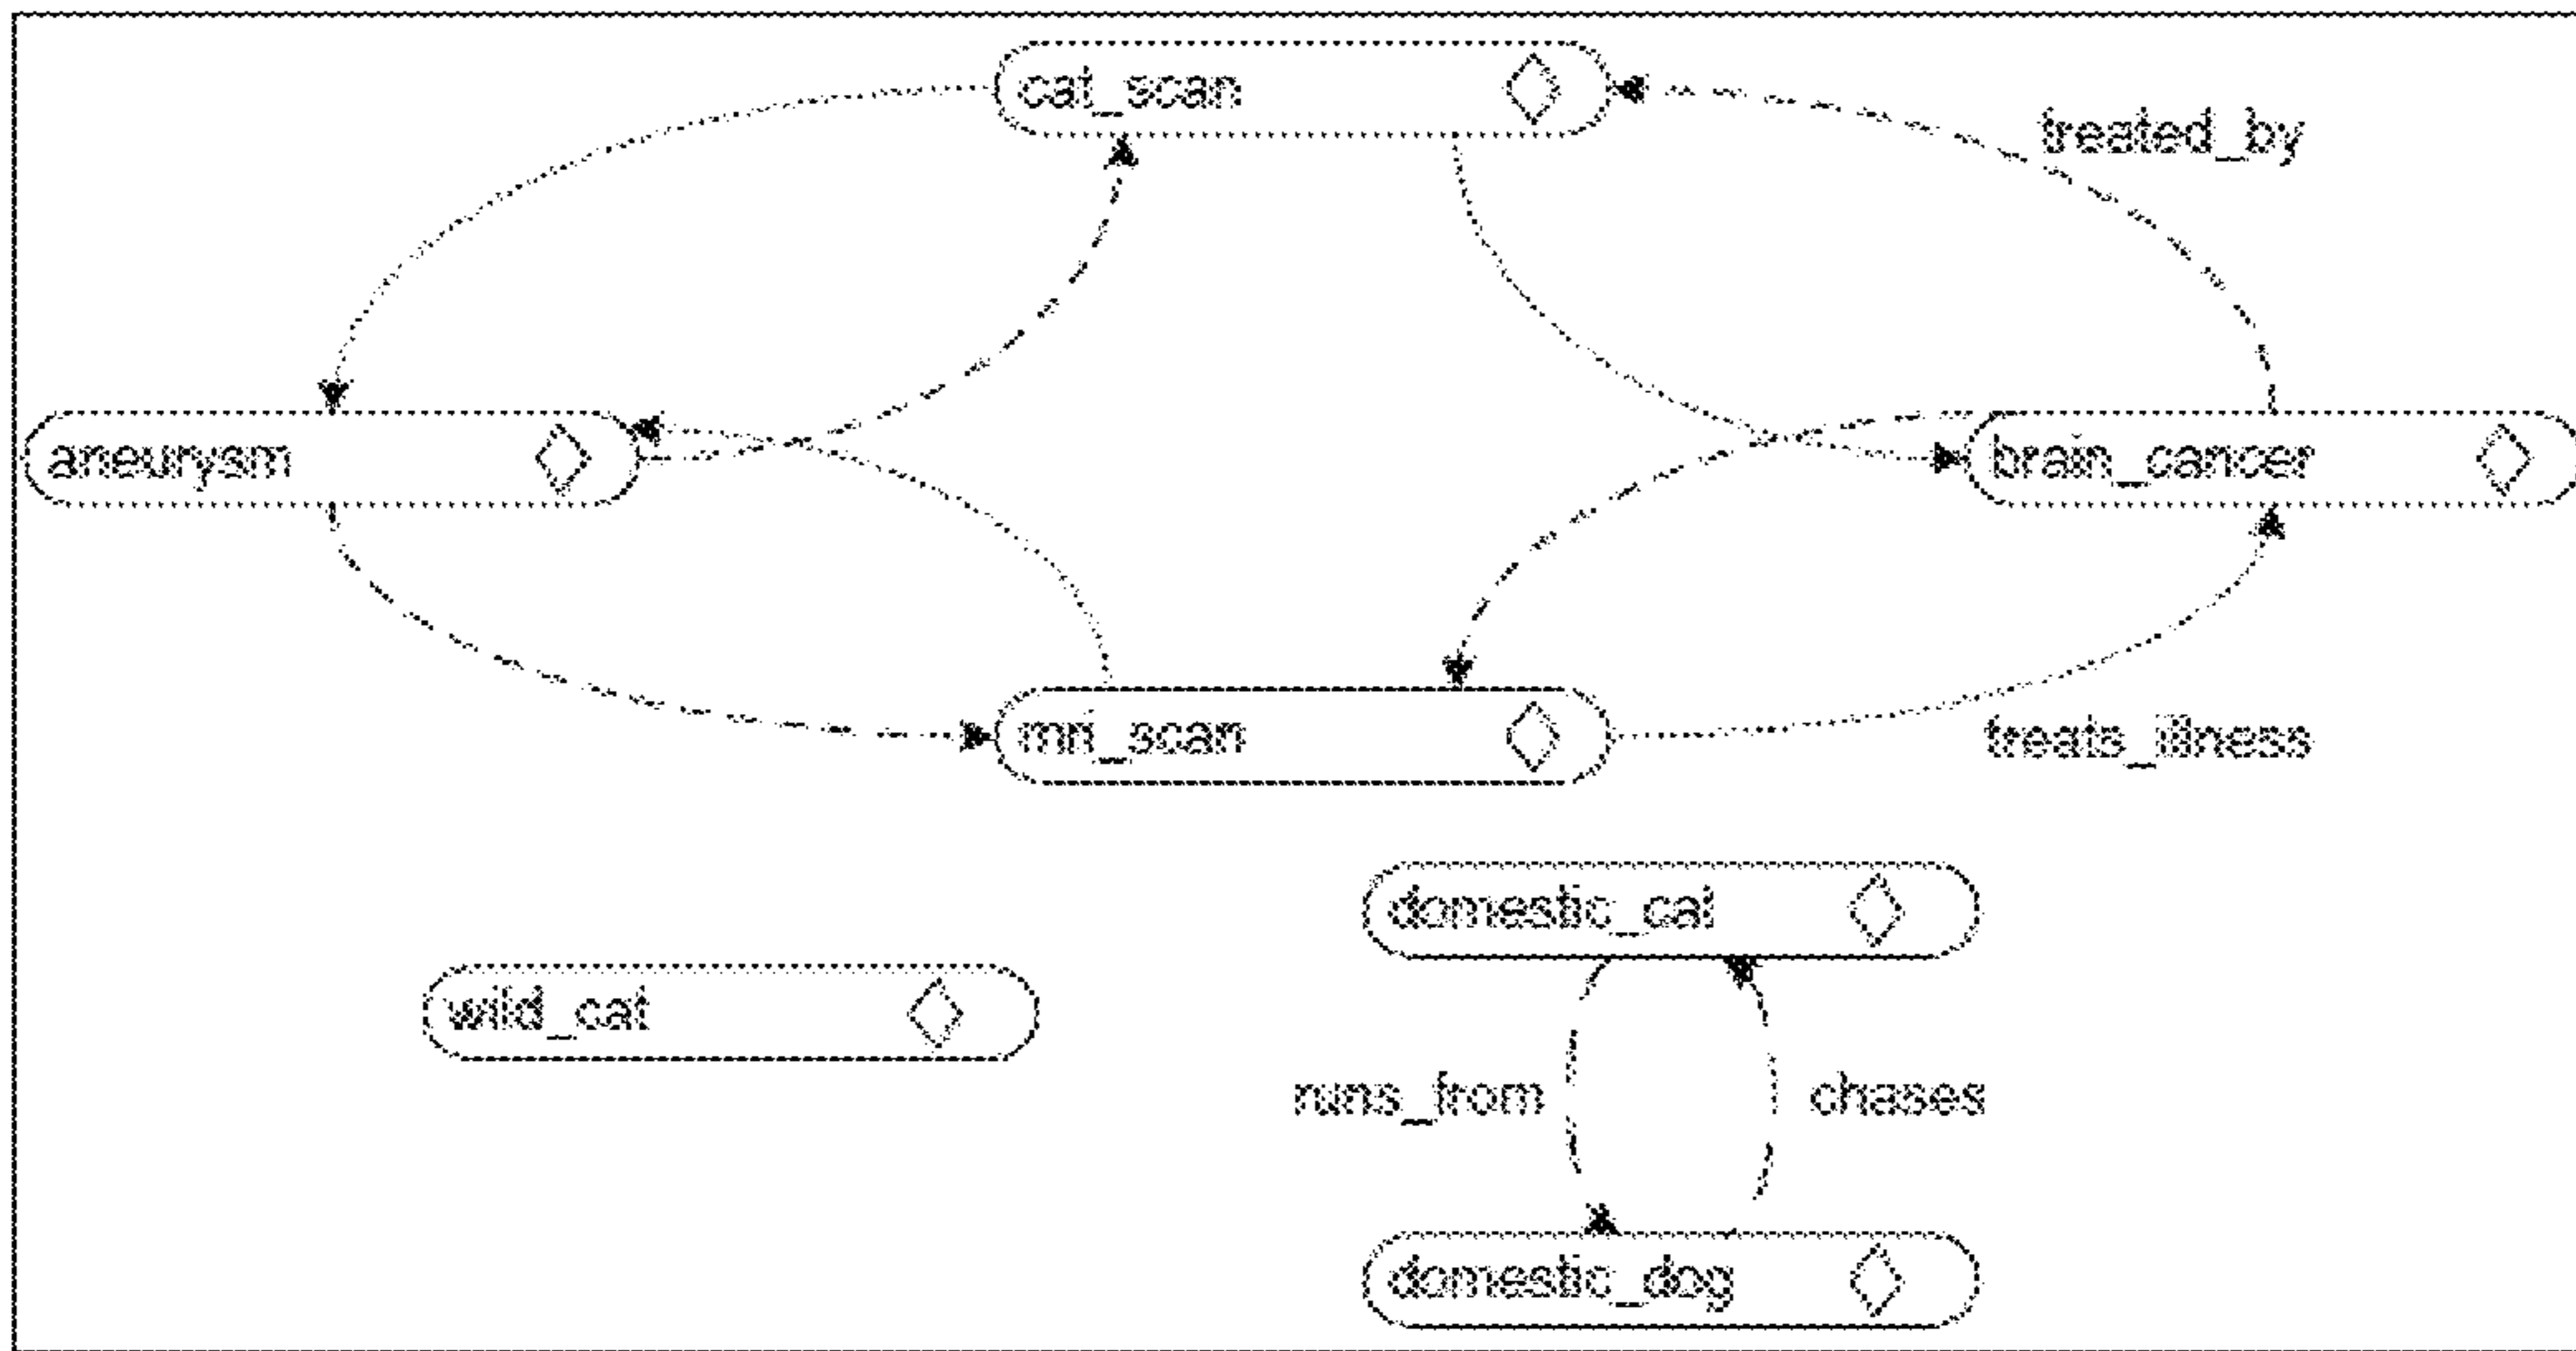 cat_scan
treated_by
aneurysm
brain_cancer
mri_scan
treats_illness
domestic_cat
wild_cat
runs_from
chases
domestic_dog